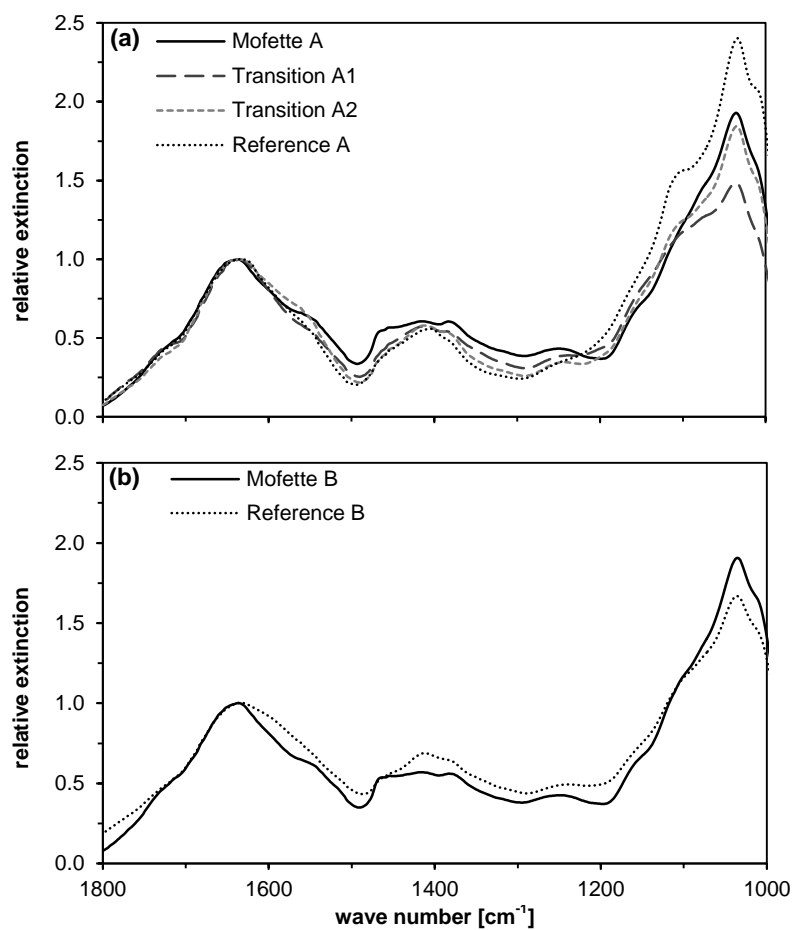 (a)
Mofette A
Transition A1
Transition A2
Reference A
2.5
2.0
1.5
1.0
0.5
0.0
relative extinction
(b)
Mofette B
Reference B
2.5
2.0
1.5
1.0
0.5
0.0
relative extinction
1800 1600 1400 1200 1000
wave number [cm⁻¹]